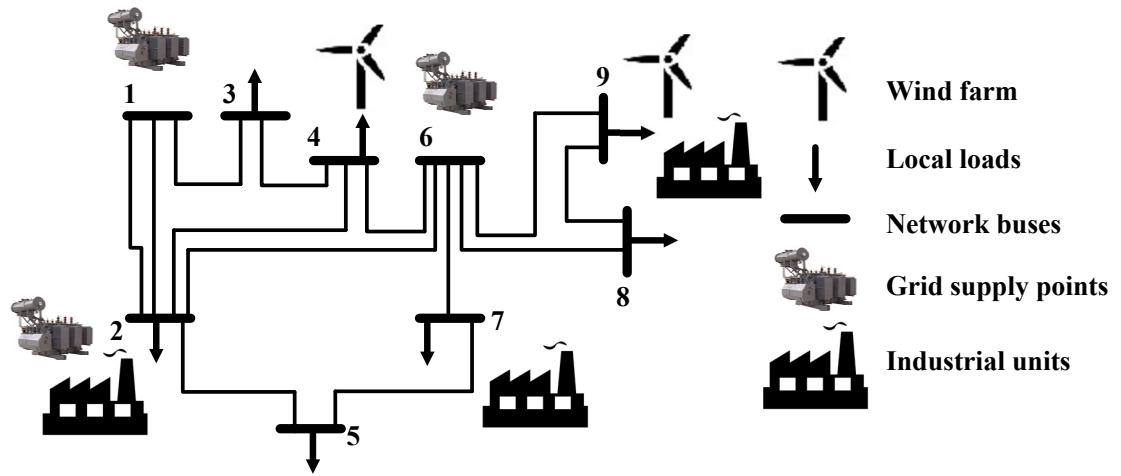 1
3
4
6
9
8
2
7
5
Wind farm
Local loads
Network buses
Grid supply points
Industrial units